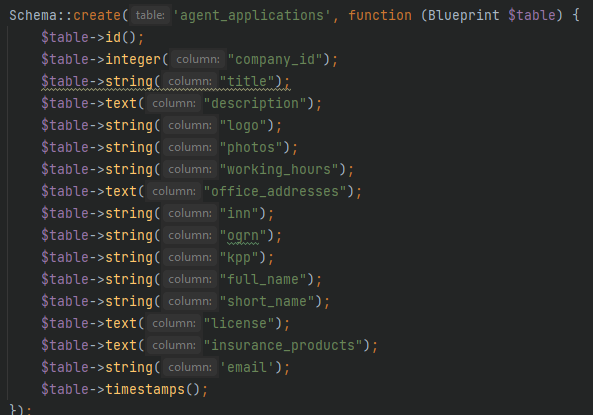 Schema::create( table: 'agent_applications', function (Blueprint $table) {
    $table->id();
    $table->integer( column: "company_id");
    $table->string( column: "title");
    $table->text( column: "description");
    $table->string( column: "logo");
    $table->string( column: "photos");
    $table->string( column: "working_hours");
    $table->text( column: "office_addresses");
    $table->string( column: "inn");
    $table->string( column: "ogrn");
    $table->string( column: "kpp");
    $table->string( column: "full_name");
    $table->string( column: "short_name");
    $table->text( column: "license");
    $table->text( column: "insurance_products");
    $table->string( column: 'email');
    $table->timestamps();
});